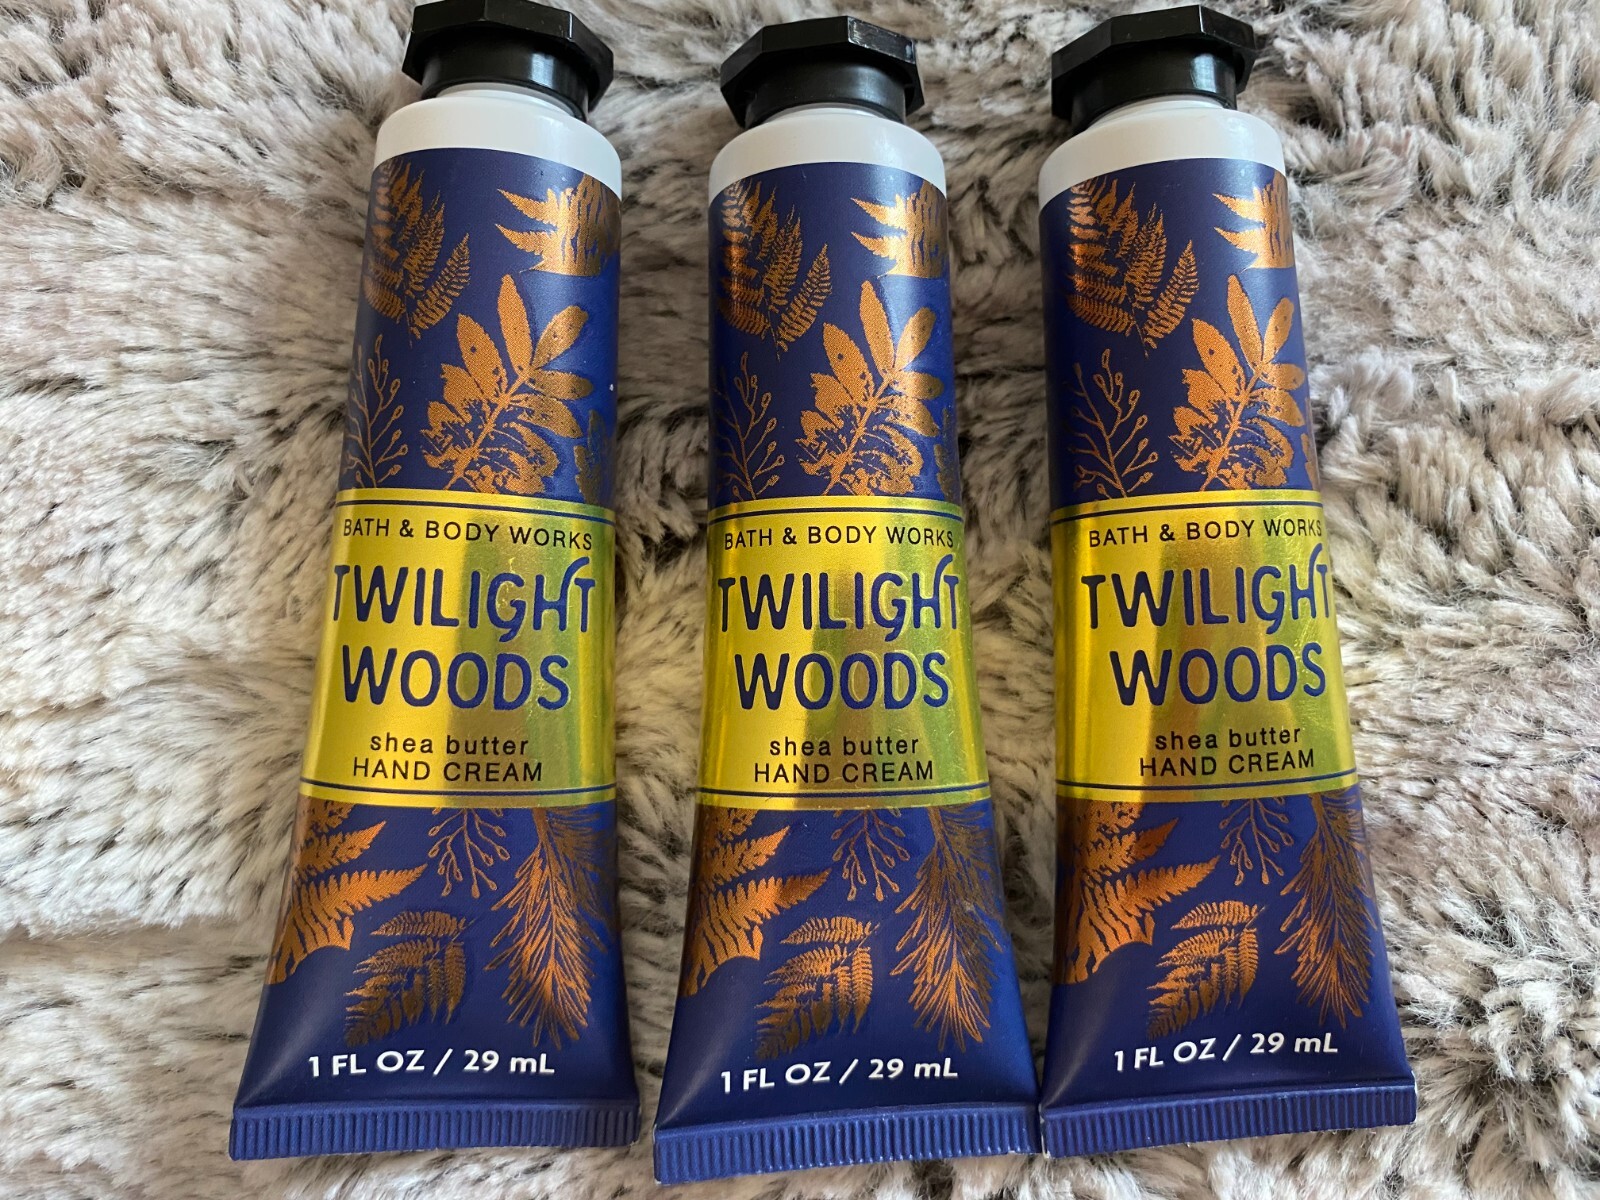 BATH & BODY WORKS
TWILIGHT
WOODS
shea butter
HAND CREAM
1 FL OZ / 29 mL
BATH & BODY WORKS
TWILIGHT
WOODS
shea butter
HAND CREAM
1 FL OZ / 29 mL
BATH & BODY WORKS
TWILIGHT
WOODS
shea butter
HAND CREAM
1 FL OZ / 29 mL